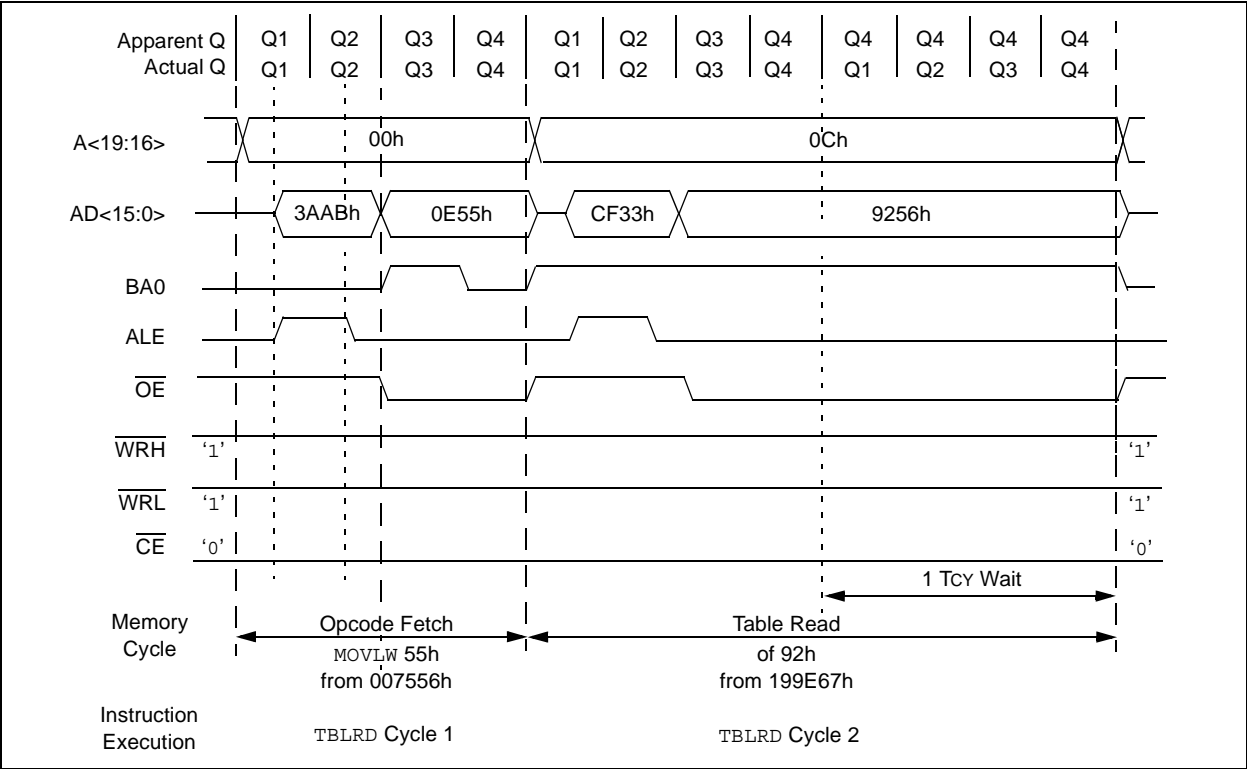 Apparent Q Q1 Q2 Q3 Q4 Q1 Q2 Q3 Q4 Q4 Q4 Q4 Q4
Actual Q Q1 Q2 Q3 Q4 Q1 Q2 Q3 Q4 Q1 Q2 Q3 Q4
A<19:16> 00h 0Ch
AD<15:0> 3AABh 0E55h CF33h 9256h
BA0
ALE
OE
WRH ‘1’ ‘1’
WRL ‘1’ ‘1’
CE ‘0’ ‘0’
1 TCY Wait
Memory Cycle
Opcode Fetch
MOVLW 55h
from 007556h
Table Read
of 92h
from 199E67h
Instruction Execution
TBLRD Cycle 1
TBLRD Cycle 2